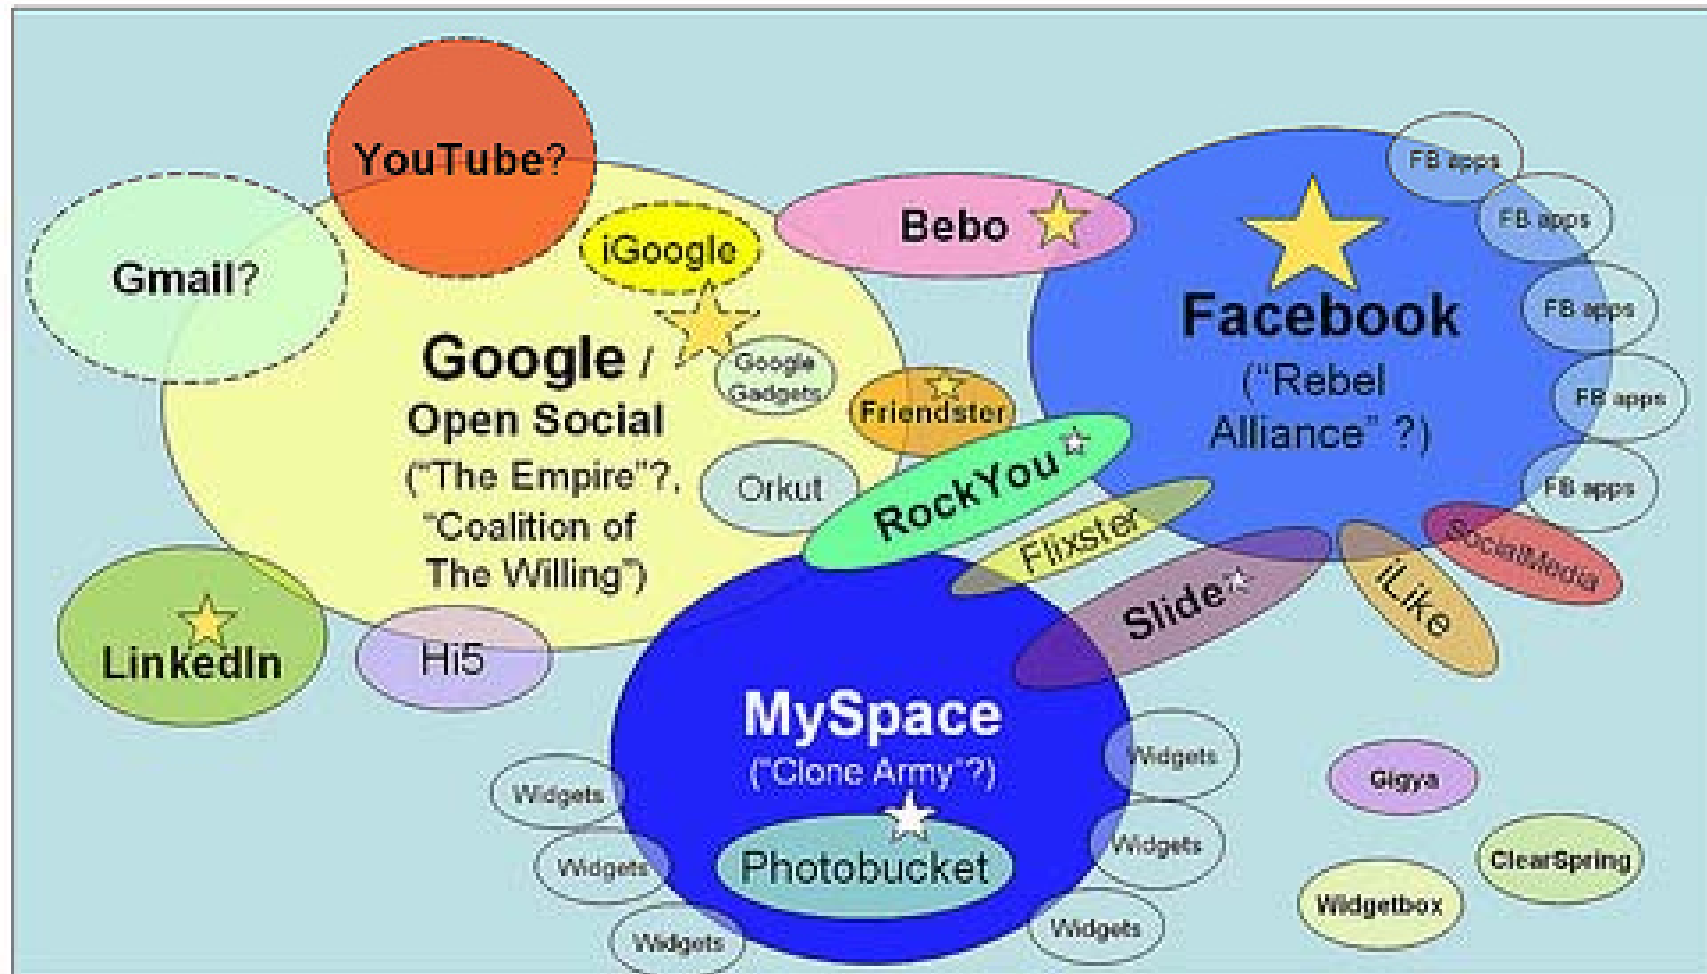 YouTube?
Gmail?
iGoogle
Bebo
FB apps
FB apps
FB apps
FB apps
FB apps
Google /
Open Social
("The Empire"?,
"Coalition of
The Willing")
Google
Gadgets
Orkut
Friendster
Facebook
("Rebel
Alliance" ?)
RockYou
Flixster
Slide
iLike
SocialMedia
LinkedIn
Hi5
MySpace
("Clone Army"?)
Photobucket
Widgets
Widgets
Widgets
Widgets
Widgets
Widgets
Gigya
ClearSpring
Widgetbox